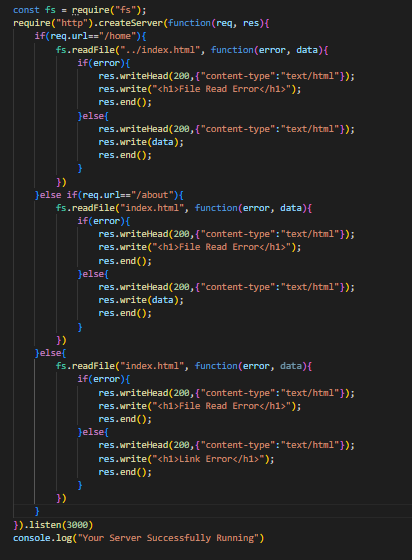 const fs = require("fs");
require("http").createServer(function(req, res){
    if(req.url=="/home"){
        fs.readFile("../index.html", function(error, data){
            if(error){
                res.writeHead(200,{"content-type":"text/html"});
                res.write("<h1>File Read Error</h1>");
                res.end();
            }else{
                res.writeHead(200,{"content-type":"text/html"});
                res.write(data);
                res.end();
            }
        })
    }else if(req.url=="/about"){
        fs.readFile("index.html", function(error, data){
            if(error){
                res.writeHead(200,{"content-type":"text/html"});
                res.write("<h1>File Read Error</h1>");
                res.end();
            }else{
                res.writeHead(200,{"content-type":"text/html"});
                res.write(data);
                res.end();
            }
        })
    }else{
        fs.readFile("index.html", function(error, data){
            if(error){
                res.writeHead(200,{"content-type":"text/html"});
                res.write("<h1>File Read Error</h1>");
                res.end();
            }else{
                res.writeHead(200,{"content-type":"text/html"});
                res.write("<h1>Link Error</h1>");
                res.end();
            }
        })
    }
}).listen(3000)
console.log("Your Server Successfully Running")